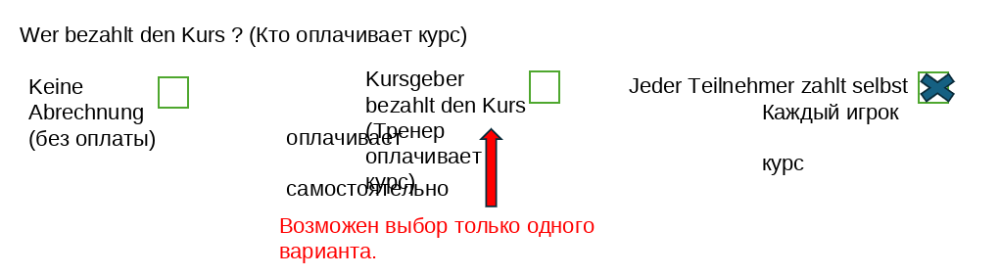 Wer bezahlt den Kurs ? (Кто оплачивает курс)
Keine
Abrechnung
(без оплаты)
Kursgeber
bezahlt den Kurs
(Тренер
оплачивает
курс)
Jeder Teilnehmer zahlt selbst
Каждый игрок
оплачивает
курс
самостоятельно
Возможен выбор только одного
варианта.